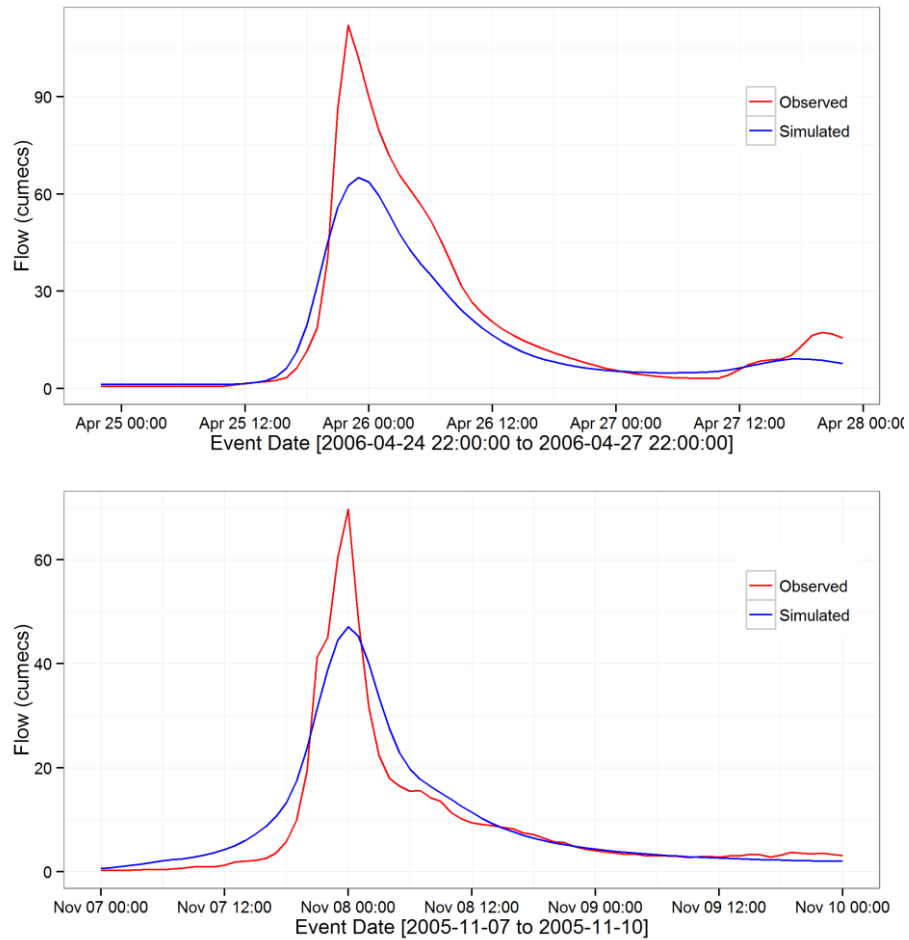 90
60
30
0
Flow (cumecs)
Observed
Simulated
Apr 25 00:00 Apr 25 12:00 Apr 26 00:00 Apr 26 12:00 Apr 27 00:00 Apr 27 12:00 Apr 28 00:00
Event Date [2006-04-24 22:00:00 to 2006-04-27 22:00:00]
60
40
20
0
Flow (cumecs)
Observed
Simulated
Nov 07 00:00 Nov 07 12:00 Nov 08 00:00 Nov 08 12:00 Nov 09 00:00 Nov 09 12:00 Nov 10 00:00
Event Date [2005-11-07 to 2005-11-10]